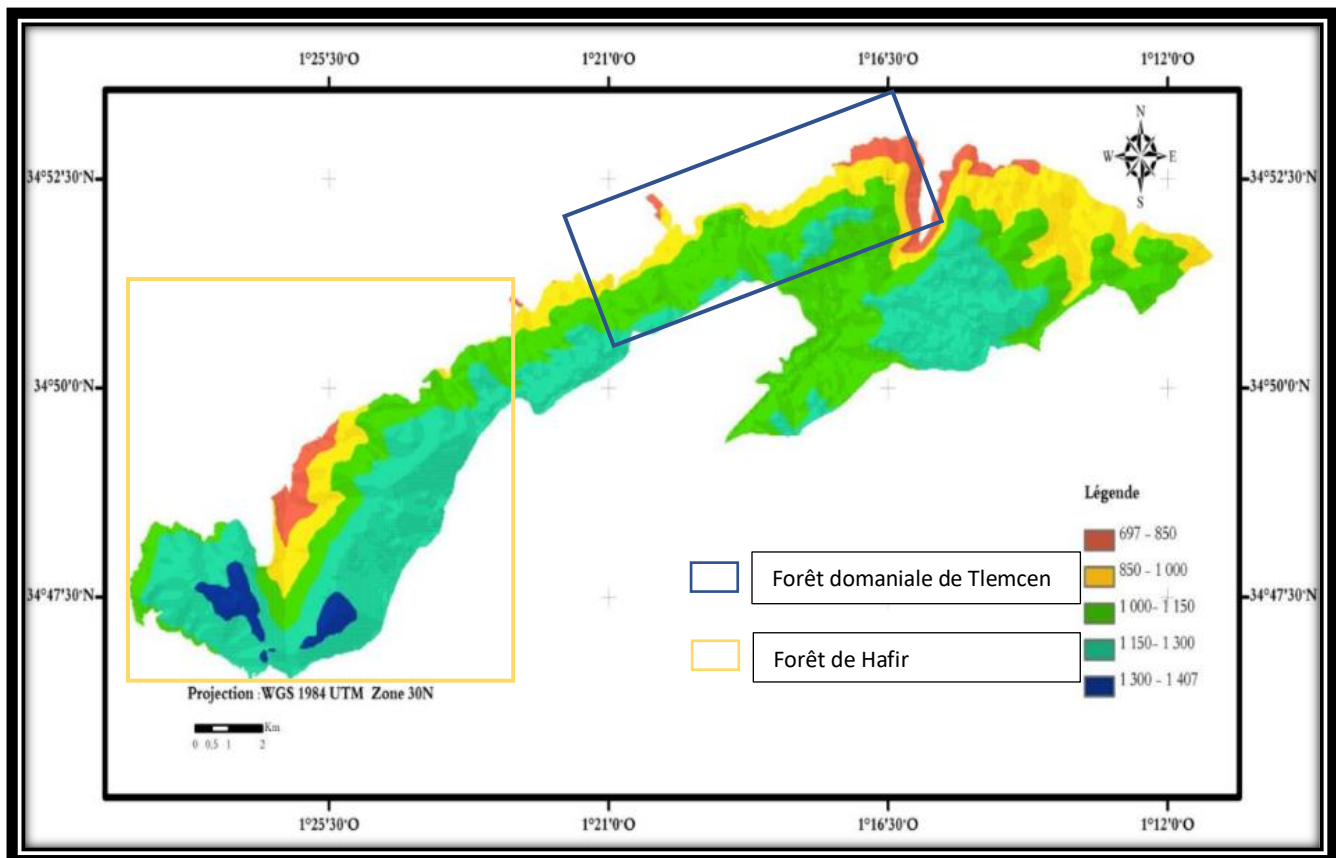 1°25'30"O 1°21'0"O 1°16'30"O 1°12'0"O
N
W E
S
34°52'30"N 34°52'30"N
34°50'0"N 34°50'0"N
Légende
697 - 850
850 - 1 000
Forêt domaniale de Tlemcen
1 000- 1 150
34°47'30"N 34°47'30"N
1 150- 1 300
Forêt de Hafir
1 300 - 1 407
Projection : WGS 1984 UTM Zone 30N
Km
0 0,5 1 2
1°25'30"O 1°21'0"O 1°16'30"O 1°12'0"O